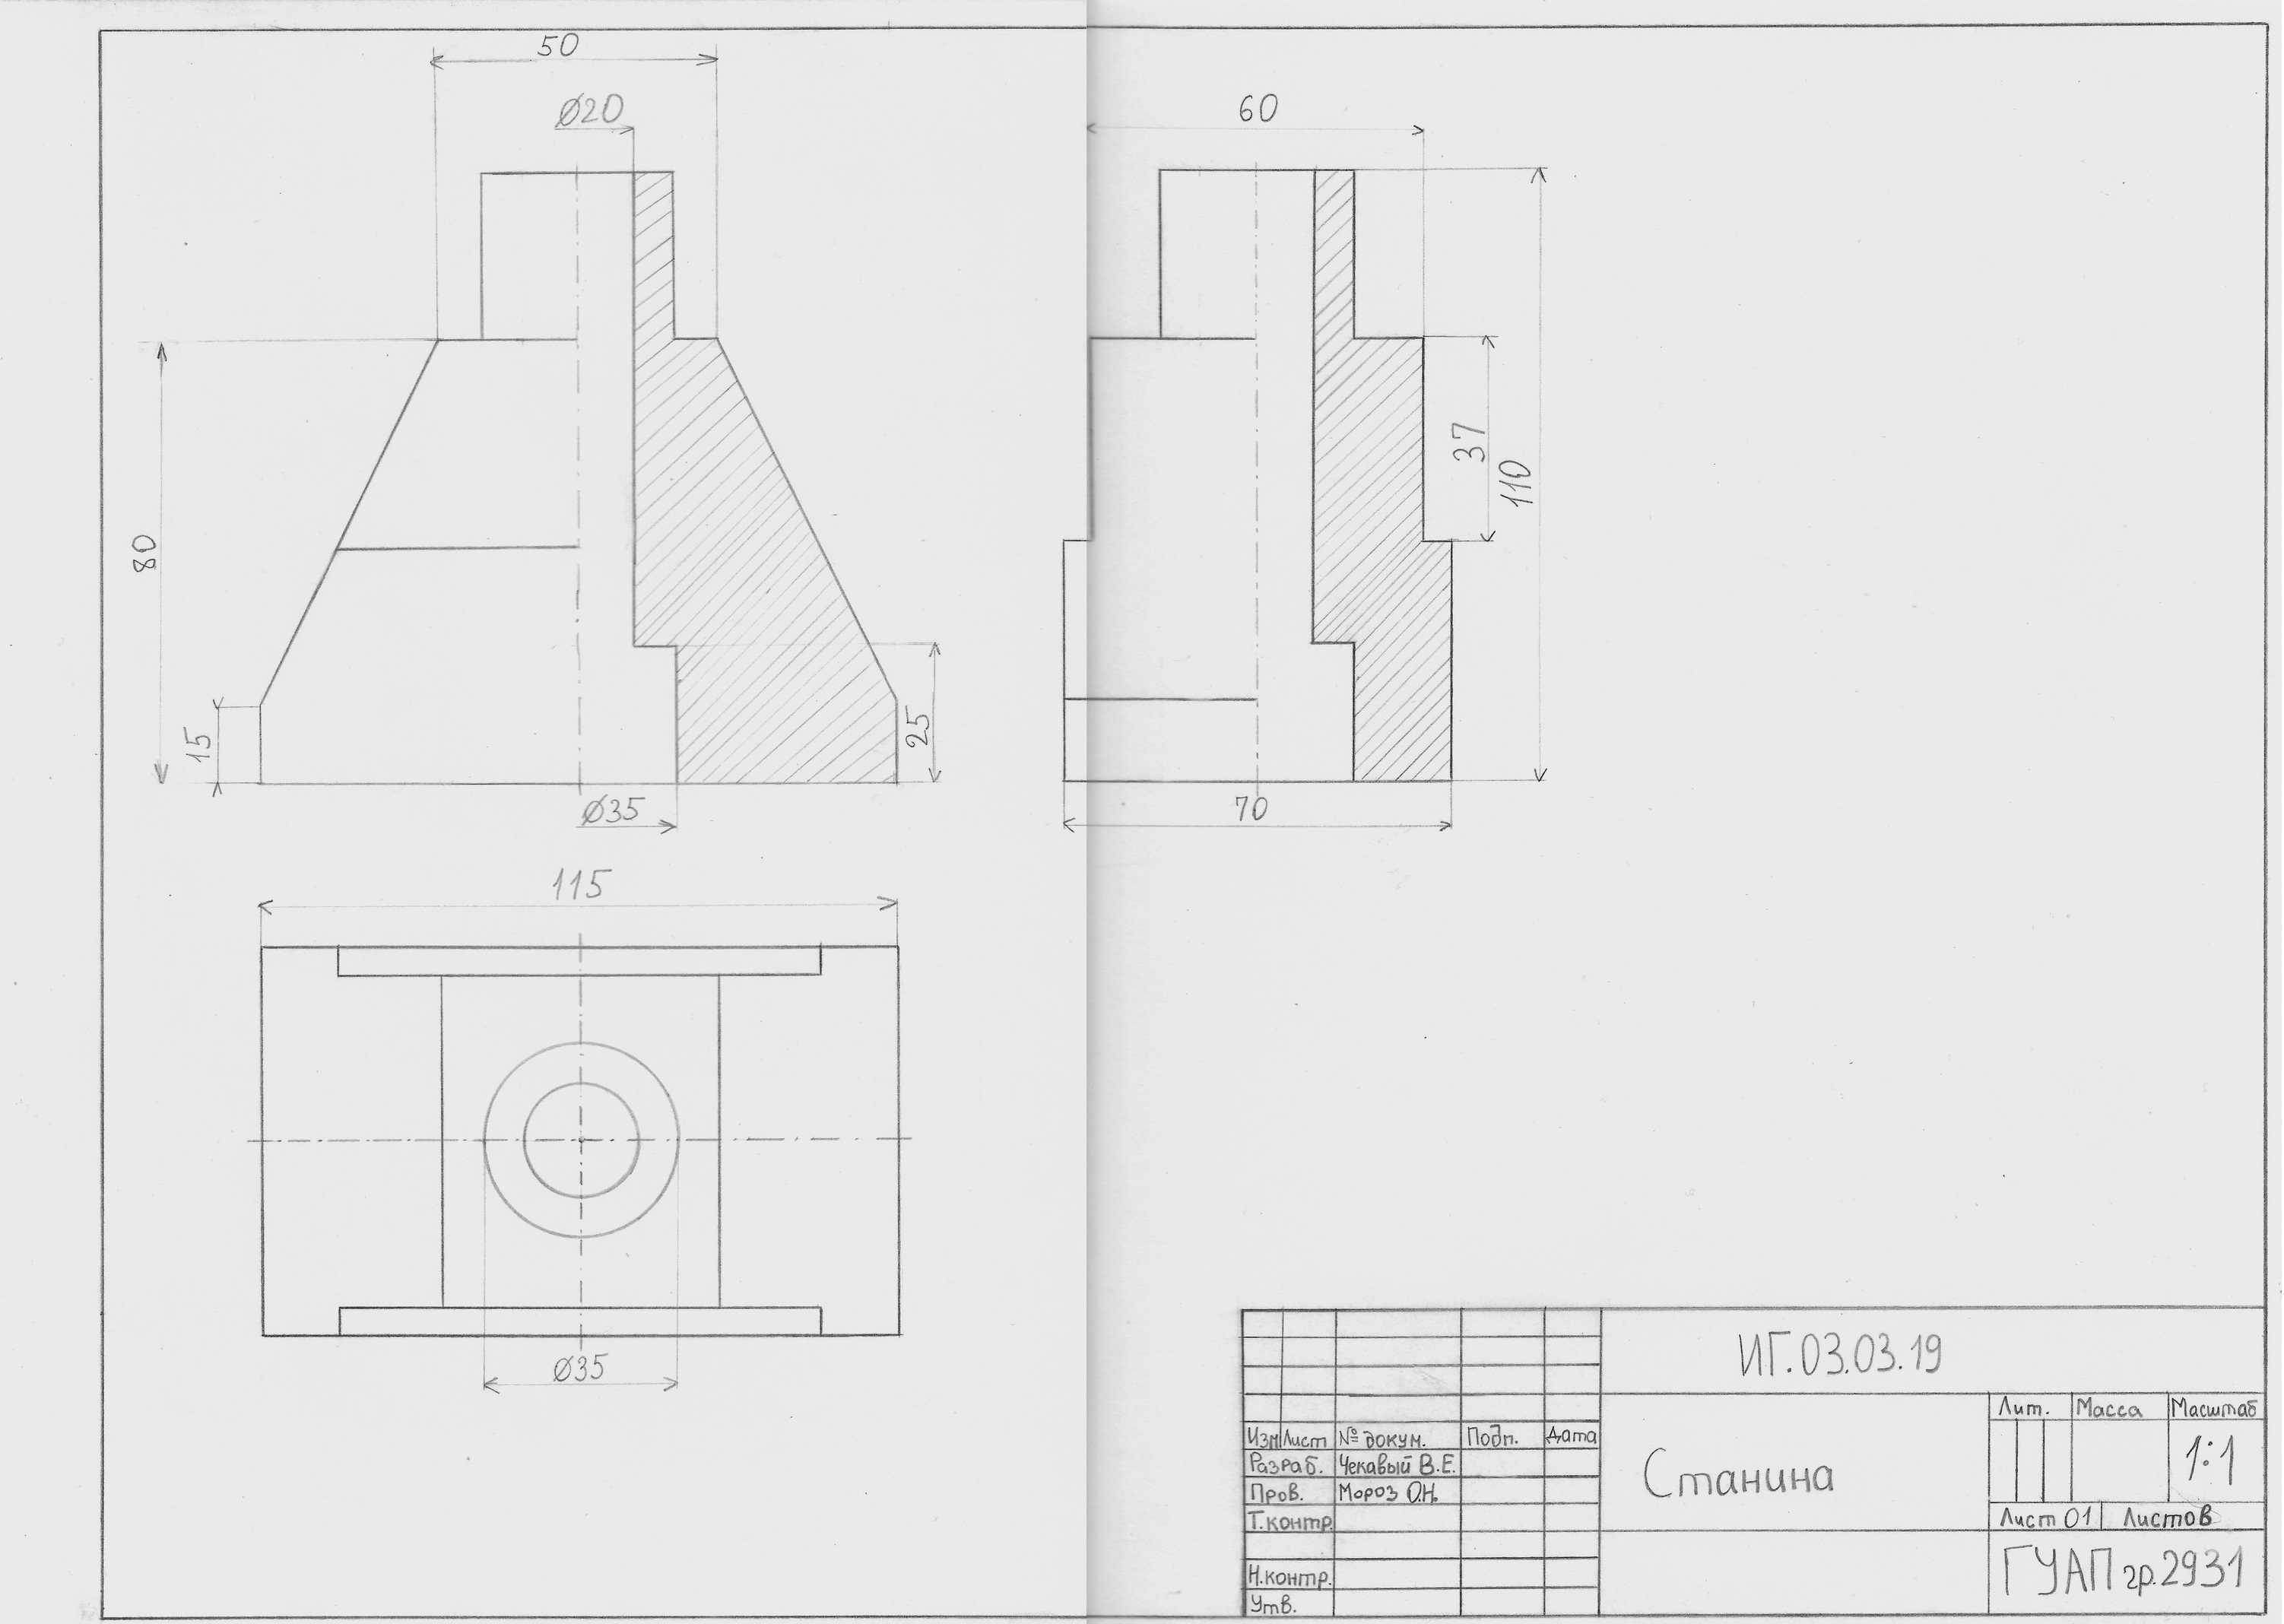 50
Ø20
60
80
37
110
15
25
Ø35
70
115
Ø35
ИГ.03.03.19
Лит. Масса Масштаб
Изм Лист № докум. Подп. Дата
Разраб. Чекавый В.Е.
Станина
1:1
Пров. Мороз О.Н.
Т.контр.
Лист 01 Листов
Н.контр.
ГУАП гр.2931
Утв.